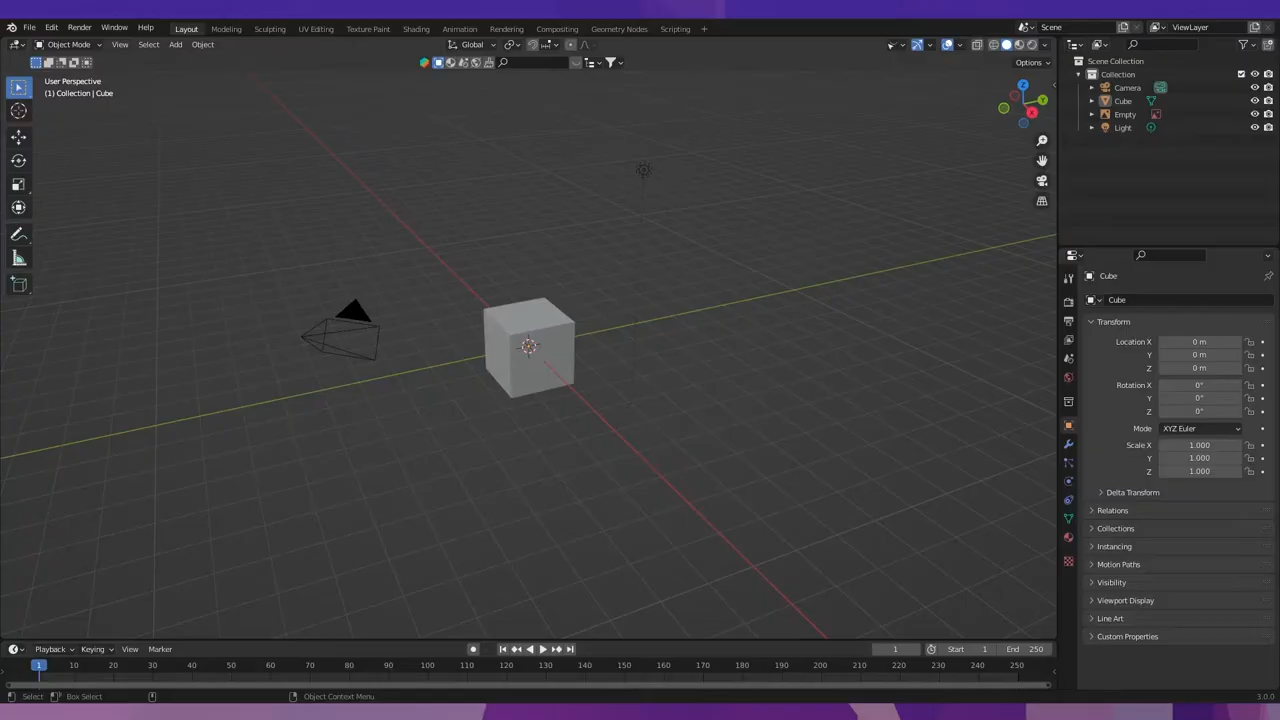 File Edit Render Window Help Layout Modeling Sculpting UV Editing Texture Paint Shading Animation Rendering Compositing Geometry Nodes Scripting Scene ViewLayer
Object Mode View Select Add Object Global
Options
User Perspective
(1) Collection | Cube
Z
Y
X
Scene Collection
Collection
Camera
Cube
Empty
Light
Cube
Cube
Transform
Location X 0 m
Y 0 m
Z 0 m
Rotation X 0°
Y 0°
Z 0°
Mode XYZ Euler
Scale X 1.000
Y 1.000
Z 1.000
Delta Transform
Relations
Collections
Instancing
Motion Paths
Visibility
Viewport Display
Line Art
Custom Properties
Playback Keying View Marker 1 Start 1 End 250
1 10 20 30 40 50 60 70 80 90 100 110 120 130 140 150 160 170 180 190 200 210 220 230 240 250
Select Box Select Object Context Menu 3.0.0